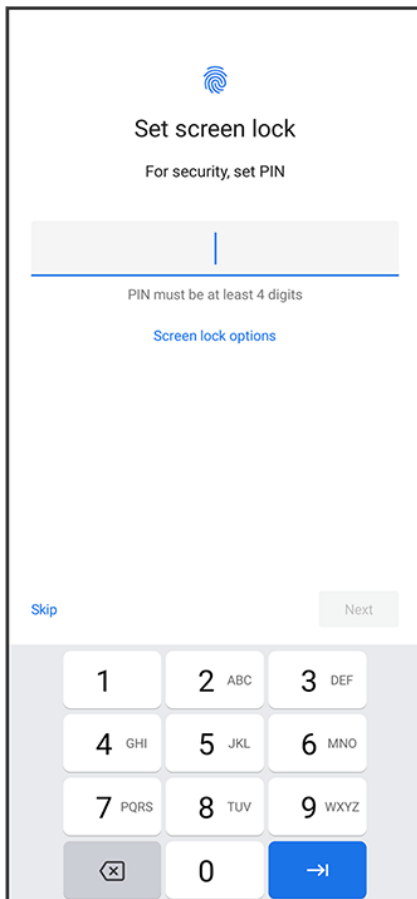 Set screen lock
For security, set PIN
PIN must be at least 4 digits
Screen lock options
Skip Next
1 2 ABC 3 DEF
4 GHI 5 JKL 6 MNO
7 PQRS 8 TUV 9 WXYZ
0